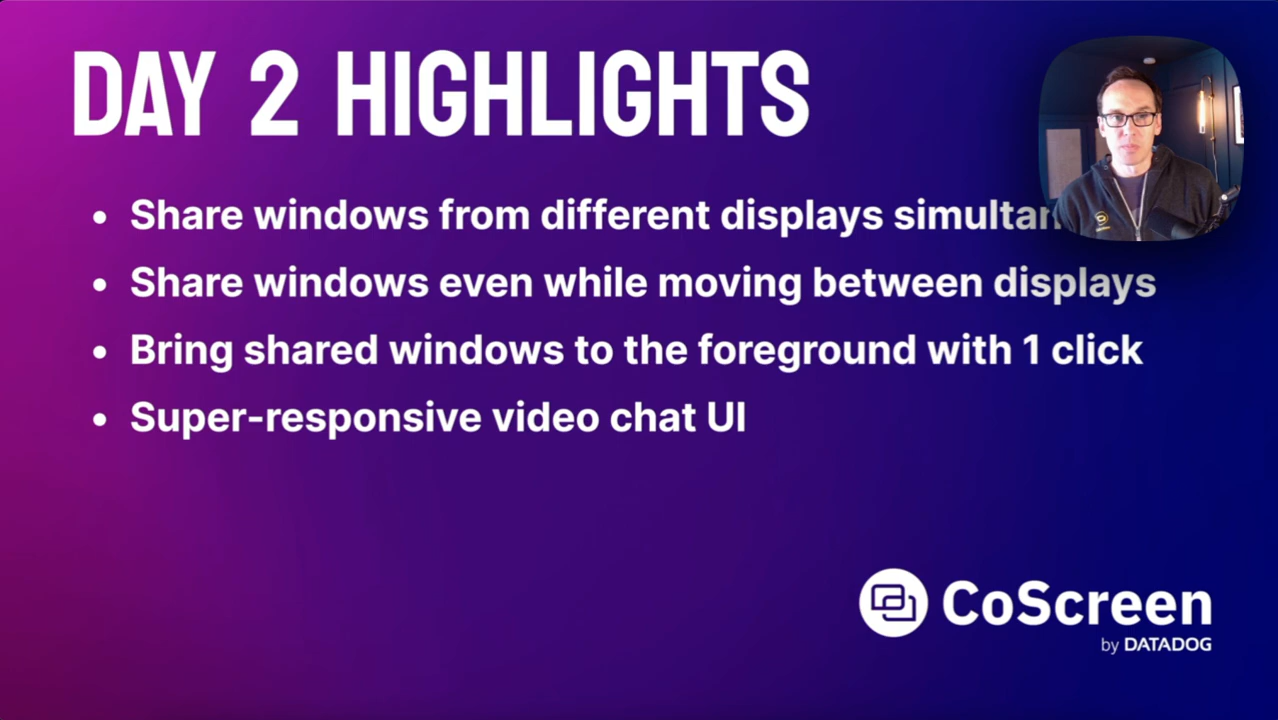 DAY 2 HIGHLIGHTS
• Share windows from different displays simultan
• Share windows even while moving between displays
• Bring shared windows to the foreground with 1 click
• Super-responsive video chat UI
CoScreen
by DATADOG